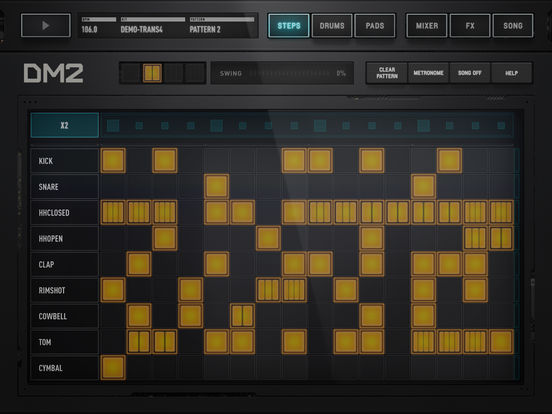 BPM KIT PATTERN
106.0 DEMO-TRANS4 PATTERN 2
STEPS DRUMS PADS MIXER FX SONG
DM2
SWING 0%
CLEAR
PATTERN
METRONOME
SONG OFF
HELP
X2
KICK
SNARE
HHCLOSED
HHOPEN
CLAP
RIMSHOT
COWBELL
TOM
CYMBAL